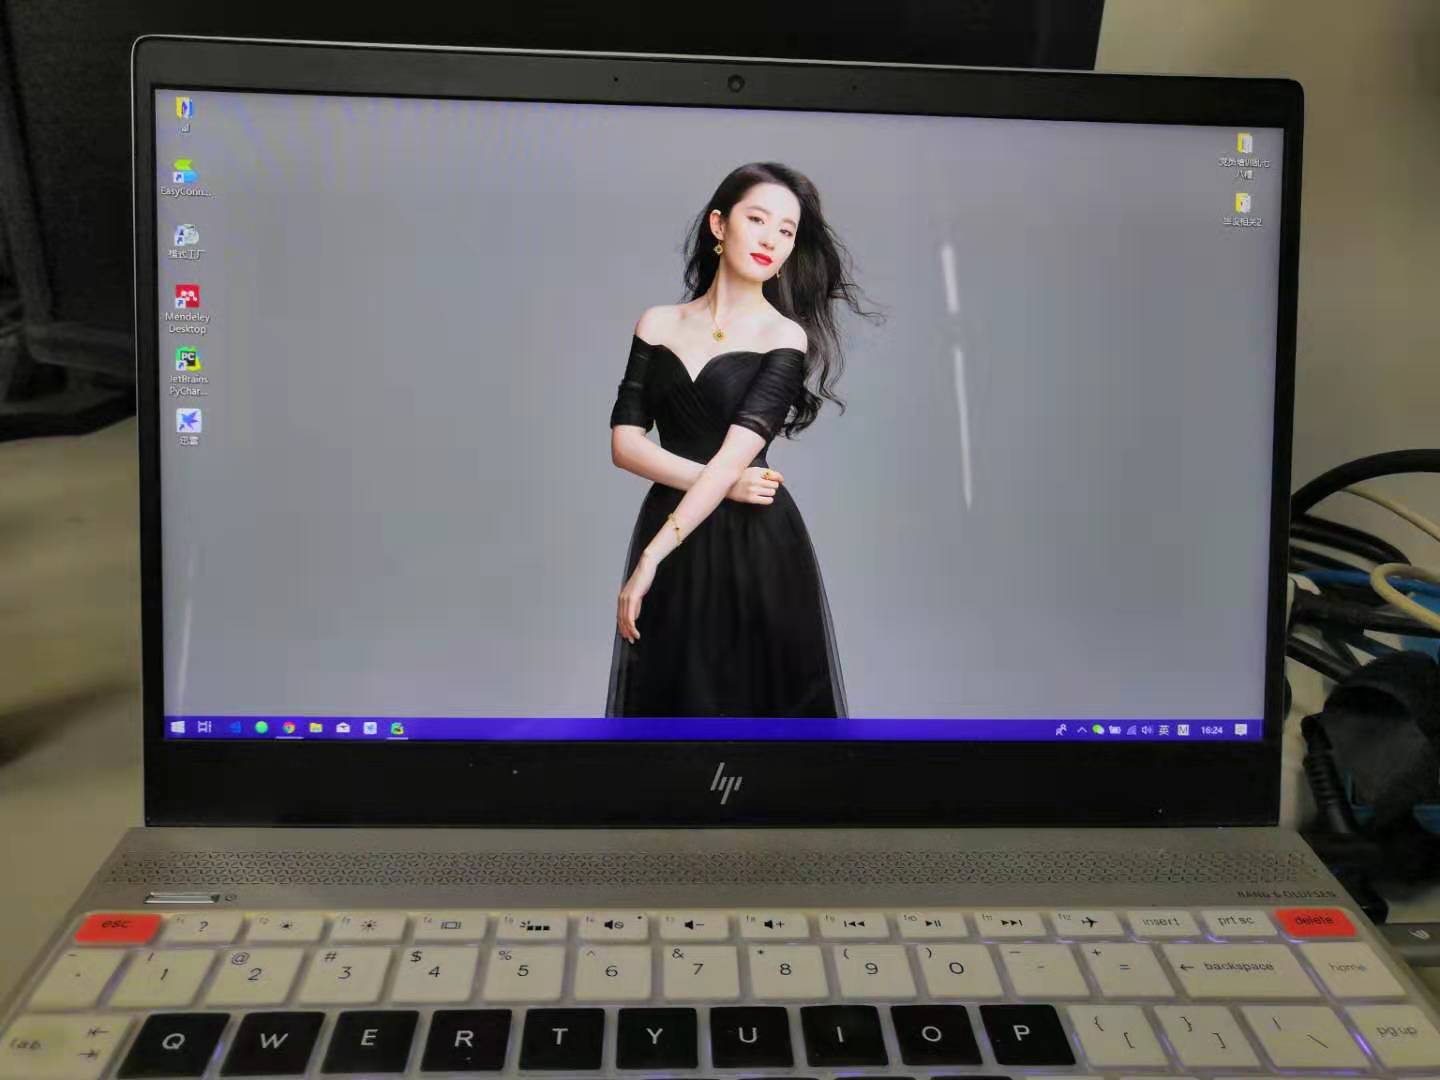 EasyConn...
格式工厂
Mendeley
Desktop
JetBrains
PyChar...
迅雷
八糟
英
M
16:24
hp
BANG & OLUFSEN
esc
f1
?
f2
f3
f4
f5
f6
f7
f8
f9
f10
f11
f12
insert
prt sc
delete
! 1
@ 2
# 3
$ 4
% 5
^ 6
& 7
* 8
( 9
) 0
- 
+ =
← backspace
home
tab
Q W E R T Y U I O P
{ [
} ]
| \
pg up